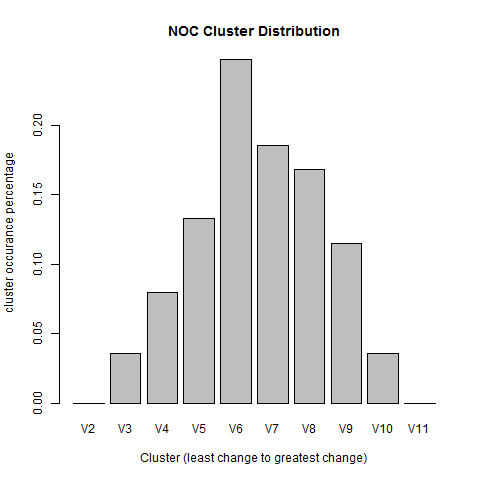 NOC Cluster Distribution
cluster occurance percentage
0.20
0.15
0.10
0.05
0.00
V2 V3 V4 V5 V6 V7 V8 V9 V10 V11
Cluster (least change to greatest change)